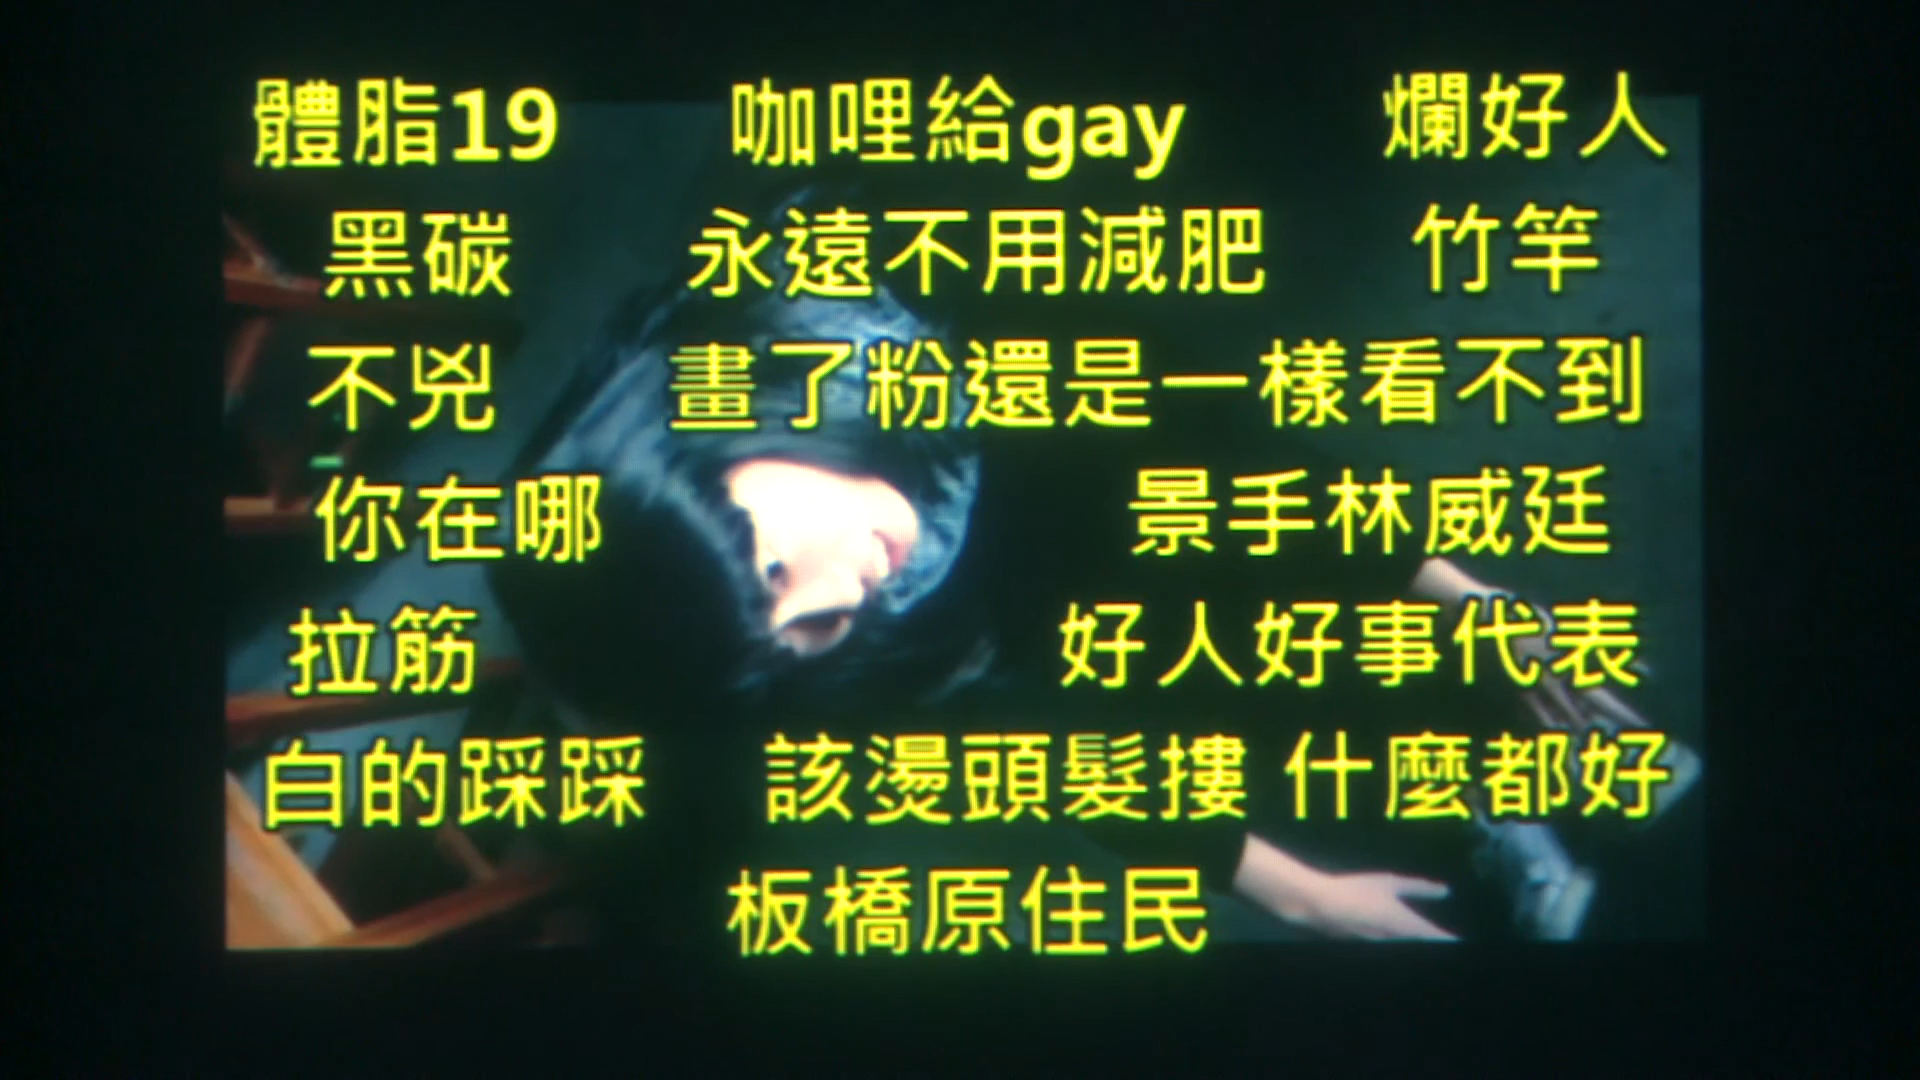 體脂19 咖哩給gay 爛好人
黑碳 永遠不用減肥 竹竿
不兇 畫了粉還是一樣看不到
你在哪 景手林威廷
拉筋 好人好事代表
白的踩踩 該燙頭髮摟 什麼都好
板橋原住民